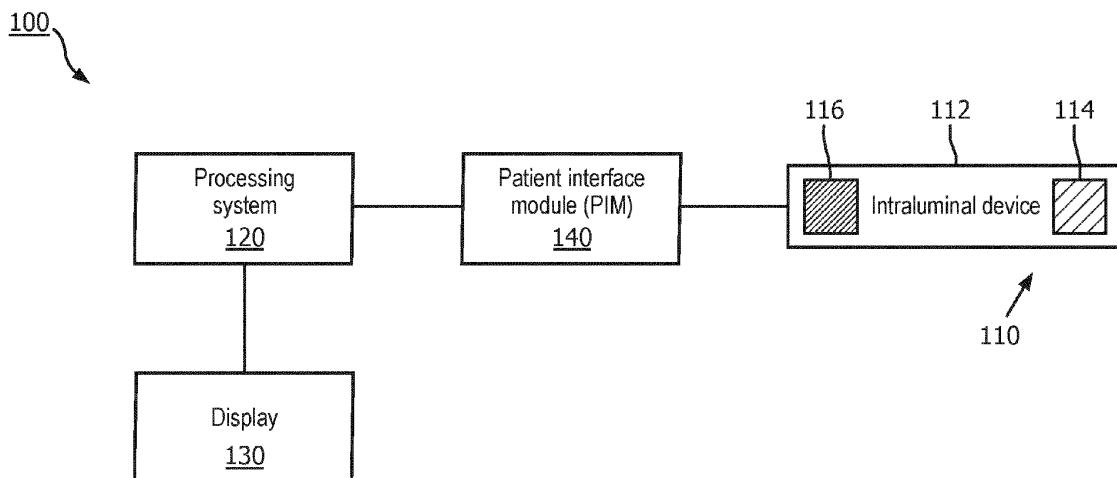 100
116
112
114
Processing
system
120
Patient interface
module (PIM)
140
Intraluminal device
110
Display
130